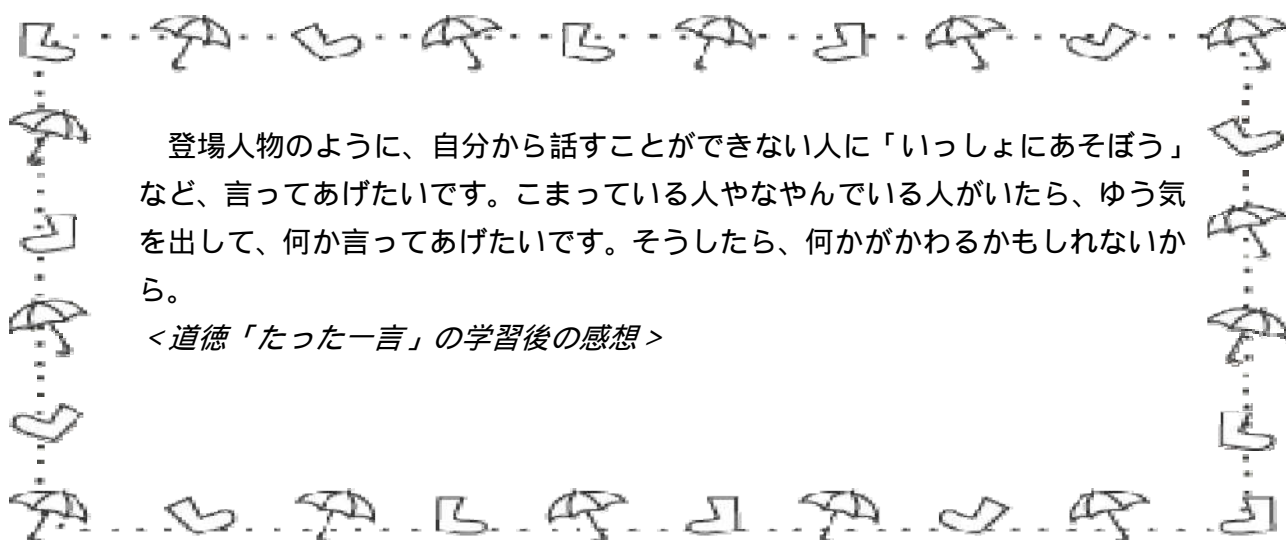 登場人物のように、自分から話すことができない人に「いっしょにあそぼう」
など、言ってあげたいです。こまっている人やなやんでいる人がいたら、ゆう気
を出して、何か言ってあげたいです。そうしたら、何かがかわるかもしれないか
ら。
＜道徳「たった一言」の学習後の感想＞